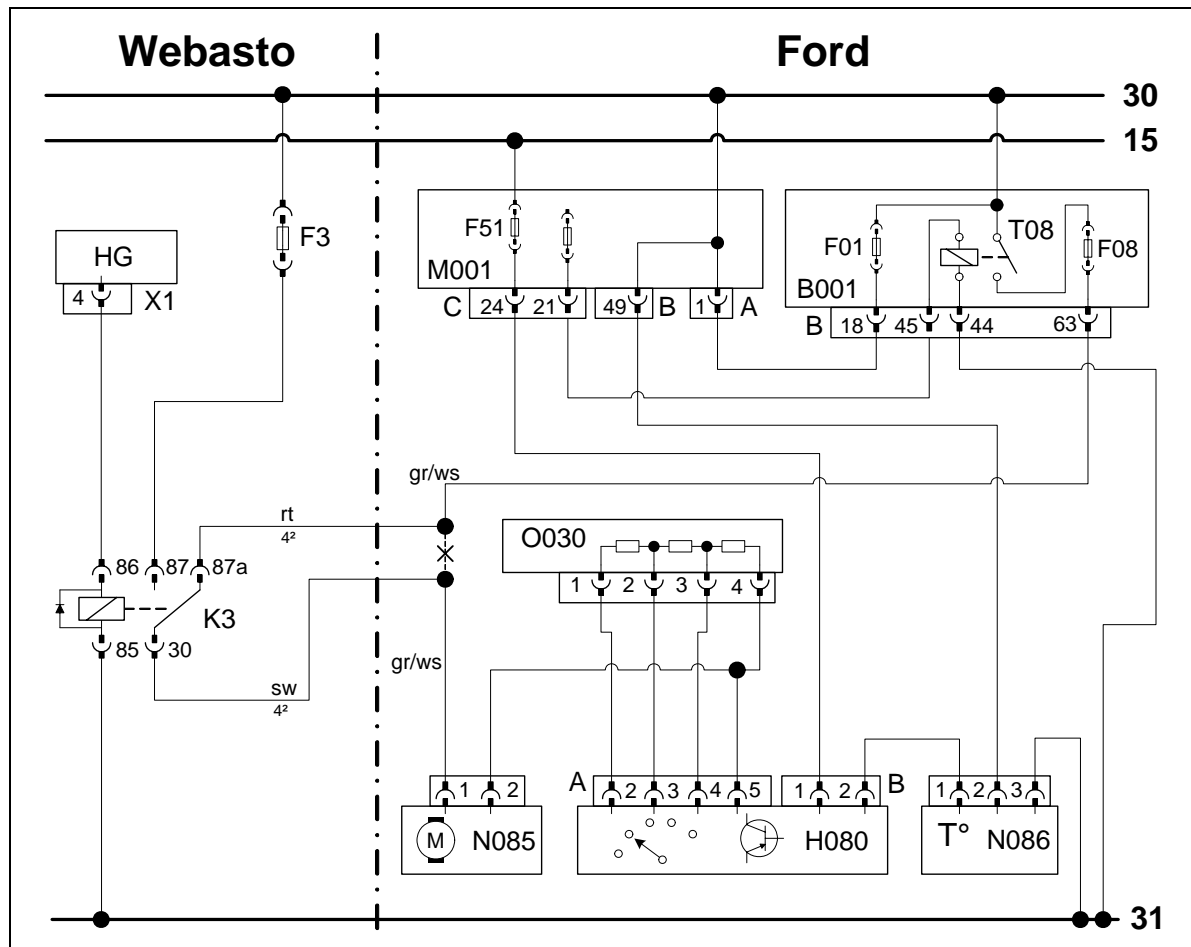 Webasto Ford
30
15
F3
HG
4 X1
F51
M001
C 24 21 49 B 1 A
F01 T08 F08
B001
B 18 45 44 63
gr/ws
rt
4²
O030
1 2 3 4
86 87 87a
K3
85 30
gr/ws
sw
4²
1 2
M N085
A 2 3 4 5 1 2 B
H080
1 2 3
T° N086
31